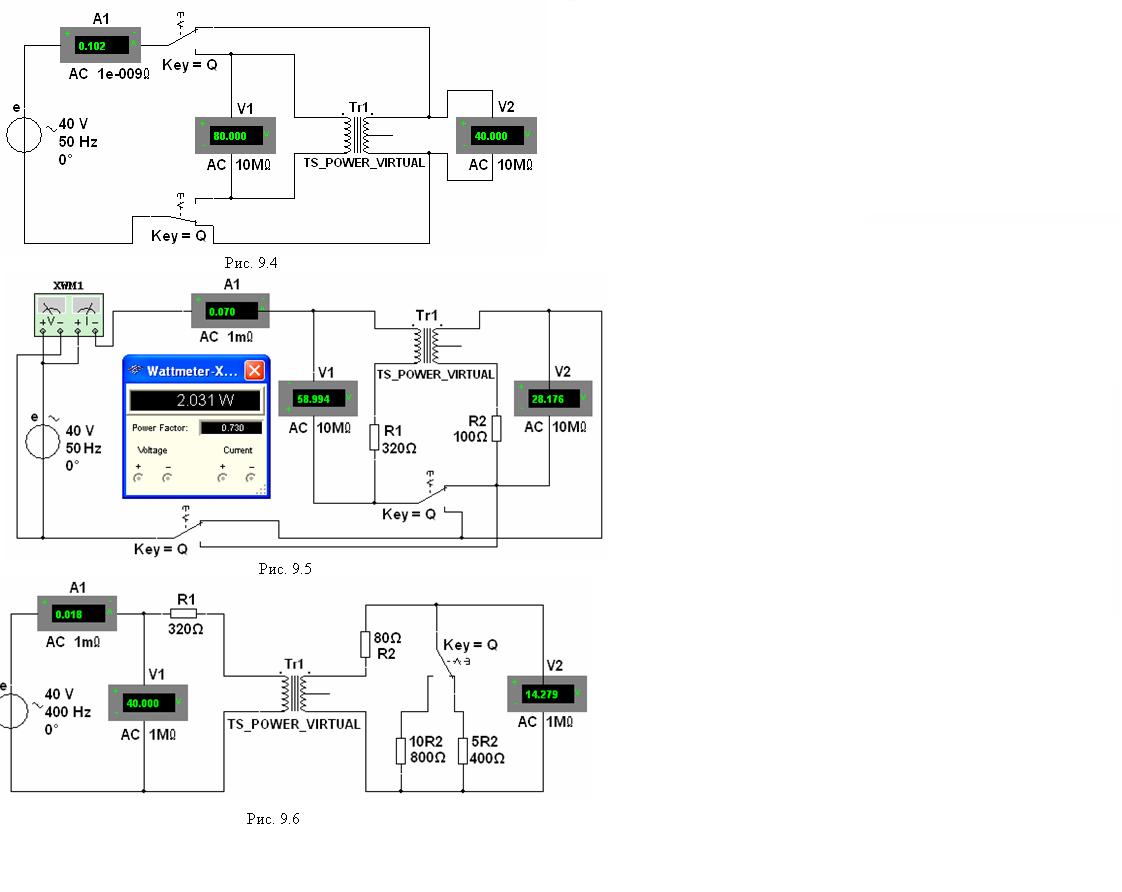 A1
0.102
AC 1e-009Ω
Key = Q
e
40 V
50 Hz
0°
V1
80.000 V
AC 10MΩ
Tr1
TS_POWER_VIRTUAL
V2
40.000 V
AC 10MΩ
Key = Q
Рис. 9.4
XWM1
V I
A1
0.070 A
AC 1mΩ
Wattmeter-X...
2.031 W
Power Factor: 0.730
Voltage Current
+ - + -
e
40 V
50 Hz
0°
V1
58.994 V
AC 10MΩ
Tr1
TS_POWER_VIRTUAL
R1
320Ω
R2
100Ω
V2
28.176 V
AC 10MΩ
Key = Q
Key = Q
Рис. 9.5
A1
0.018 A
AC 1mΩ
R1
320Ω
e
40 V
400 Hz
0°
V1
40.000 V
AC 1MΩ
Tr1
TS_POWER_VIRTUAL
80Ω
R2
Key = Q
V2
14.279 V
AC 1MΩ
10R2
800Ω
5R2
400Ω
Рис. 9.6